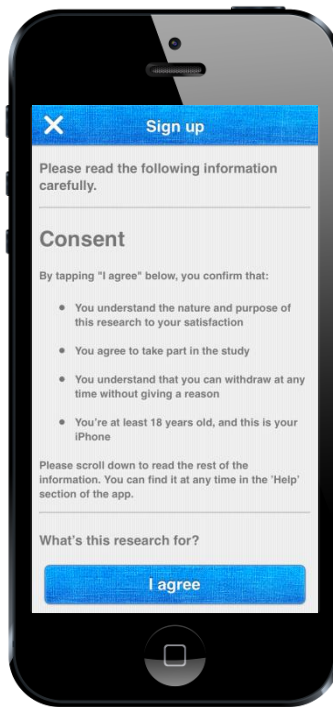 Sign up
Please read the following information
carefully.
Consent
By tapping "I agree" below, you confirm that:
• You understand the nature and purpose of
this research to your satisfaction
• You agree to take part in the study
• You understand that you can withdraw at any
time without giving a reason
• You're at least 18 years old, and this is your
iPhone
Please scroll down to read the rest of the
information. You can find it at any time in the 'Help'
section of the app.
What's this research for?
I agree